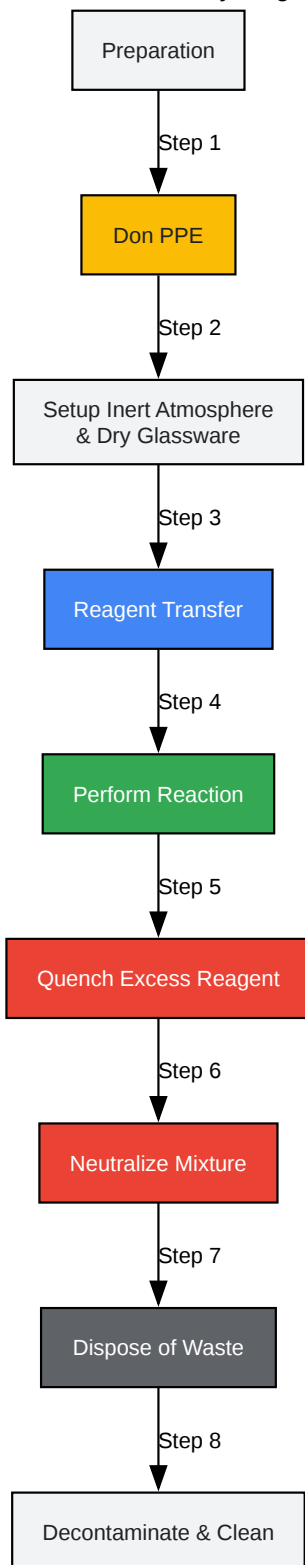 Preparation
Step 1
Don PPE
Step 2
Setup Inert Atmosphere
& Dry Glassware
Step 3
Reagent Transfer
Step 4
Perform Reaction
Step 5
Quench Excess Reagent
Step 6
Neutralize Mixture
Step 7
Dispose of Waste
Step 8
Decontaminate & Clean